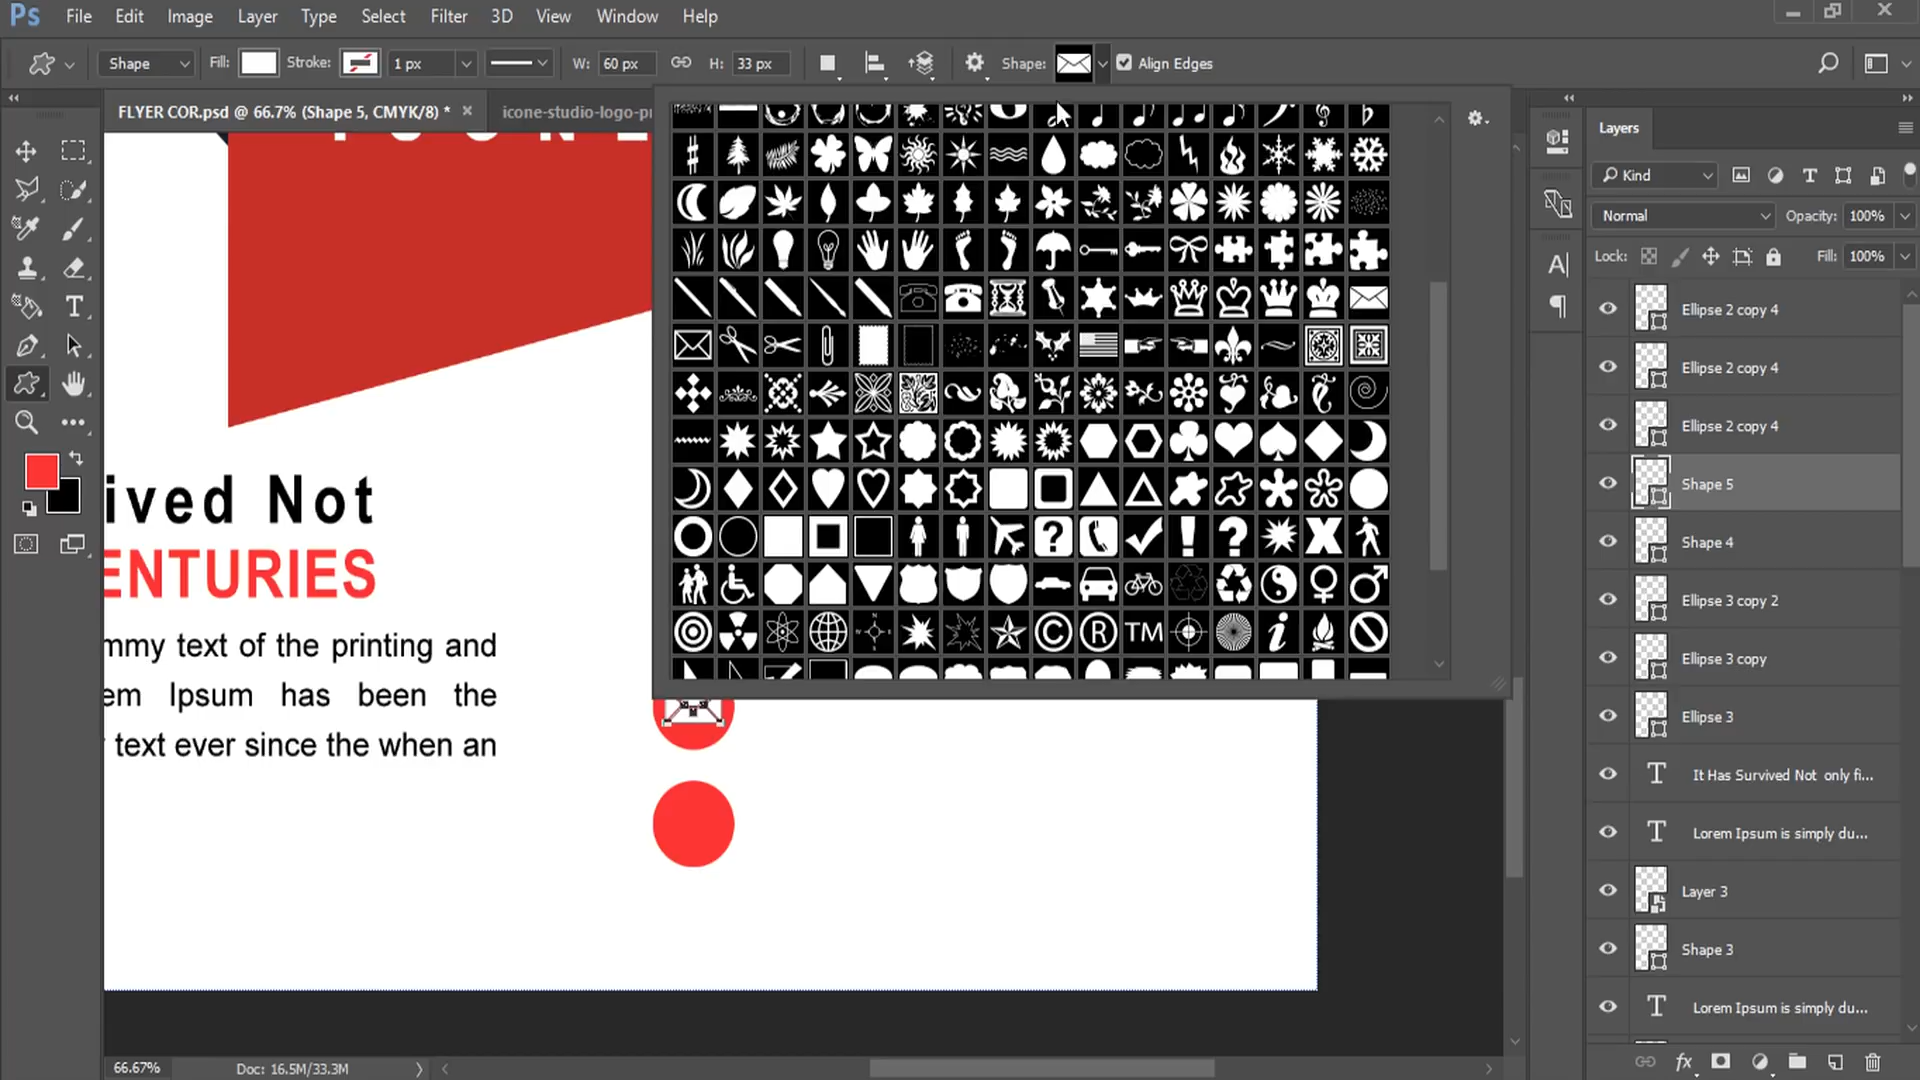 Ps File Edit Image Layer Type Select Filter 3D View Window Help
Shape Fill: Stroke: 1 px W: 60 px H: 33 px Shape: Align Edges
FLYER COR.psd @ 66.7% (Shape 5, CMYK/8) * × icone-studio-logo-p
Layers
Kind
Normal Opacity: 100%
Lock: Fill: 100%
Ellipse 2 copy 4
Ellipse 2 copy 4
Ellipse 2 copy 4
Shape 5
Shape 4
Ellipse 3 copy 2
Ellipse 3 copy
Ellipse 3
It Has Survived Not only fi...
Lorem Ipsum is simply du...
Layer 3
Shape 3
Lorem Ipsum is simply du...
ived Not
ENTURIES
mmy text of the printing and
em Ipsum has been the
text ever since the when an
TM
66.67% Doc: 16.5M/33.3M